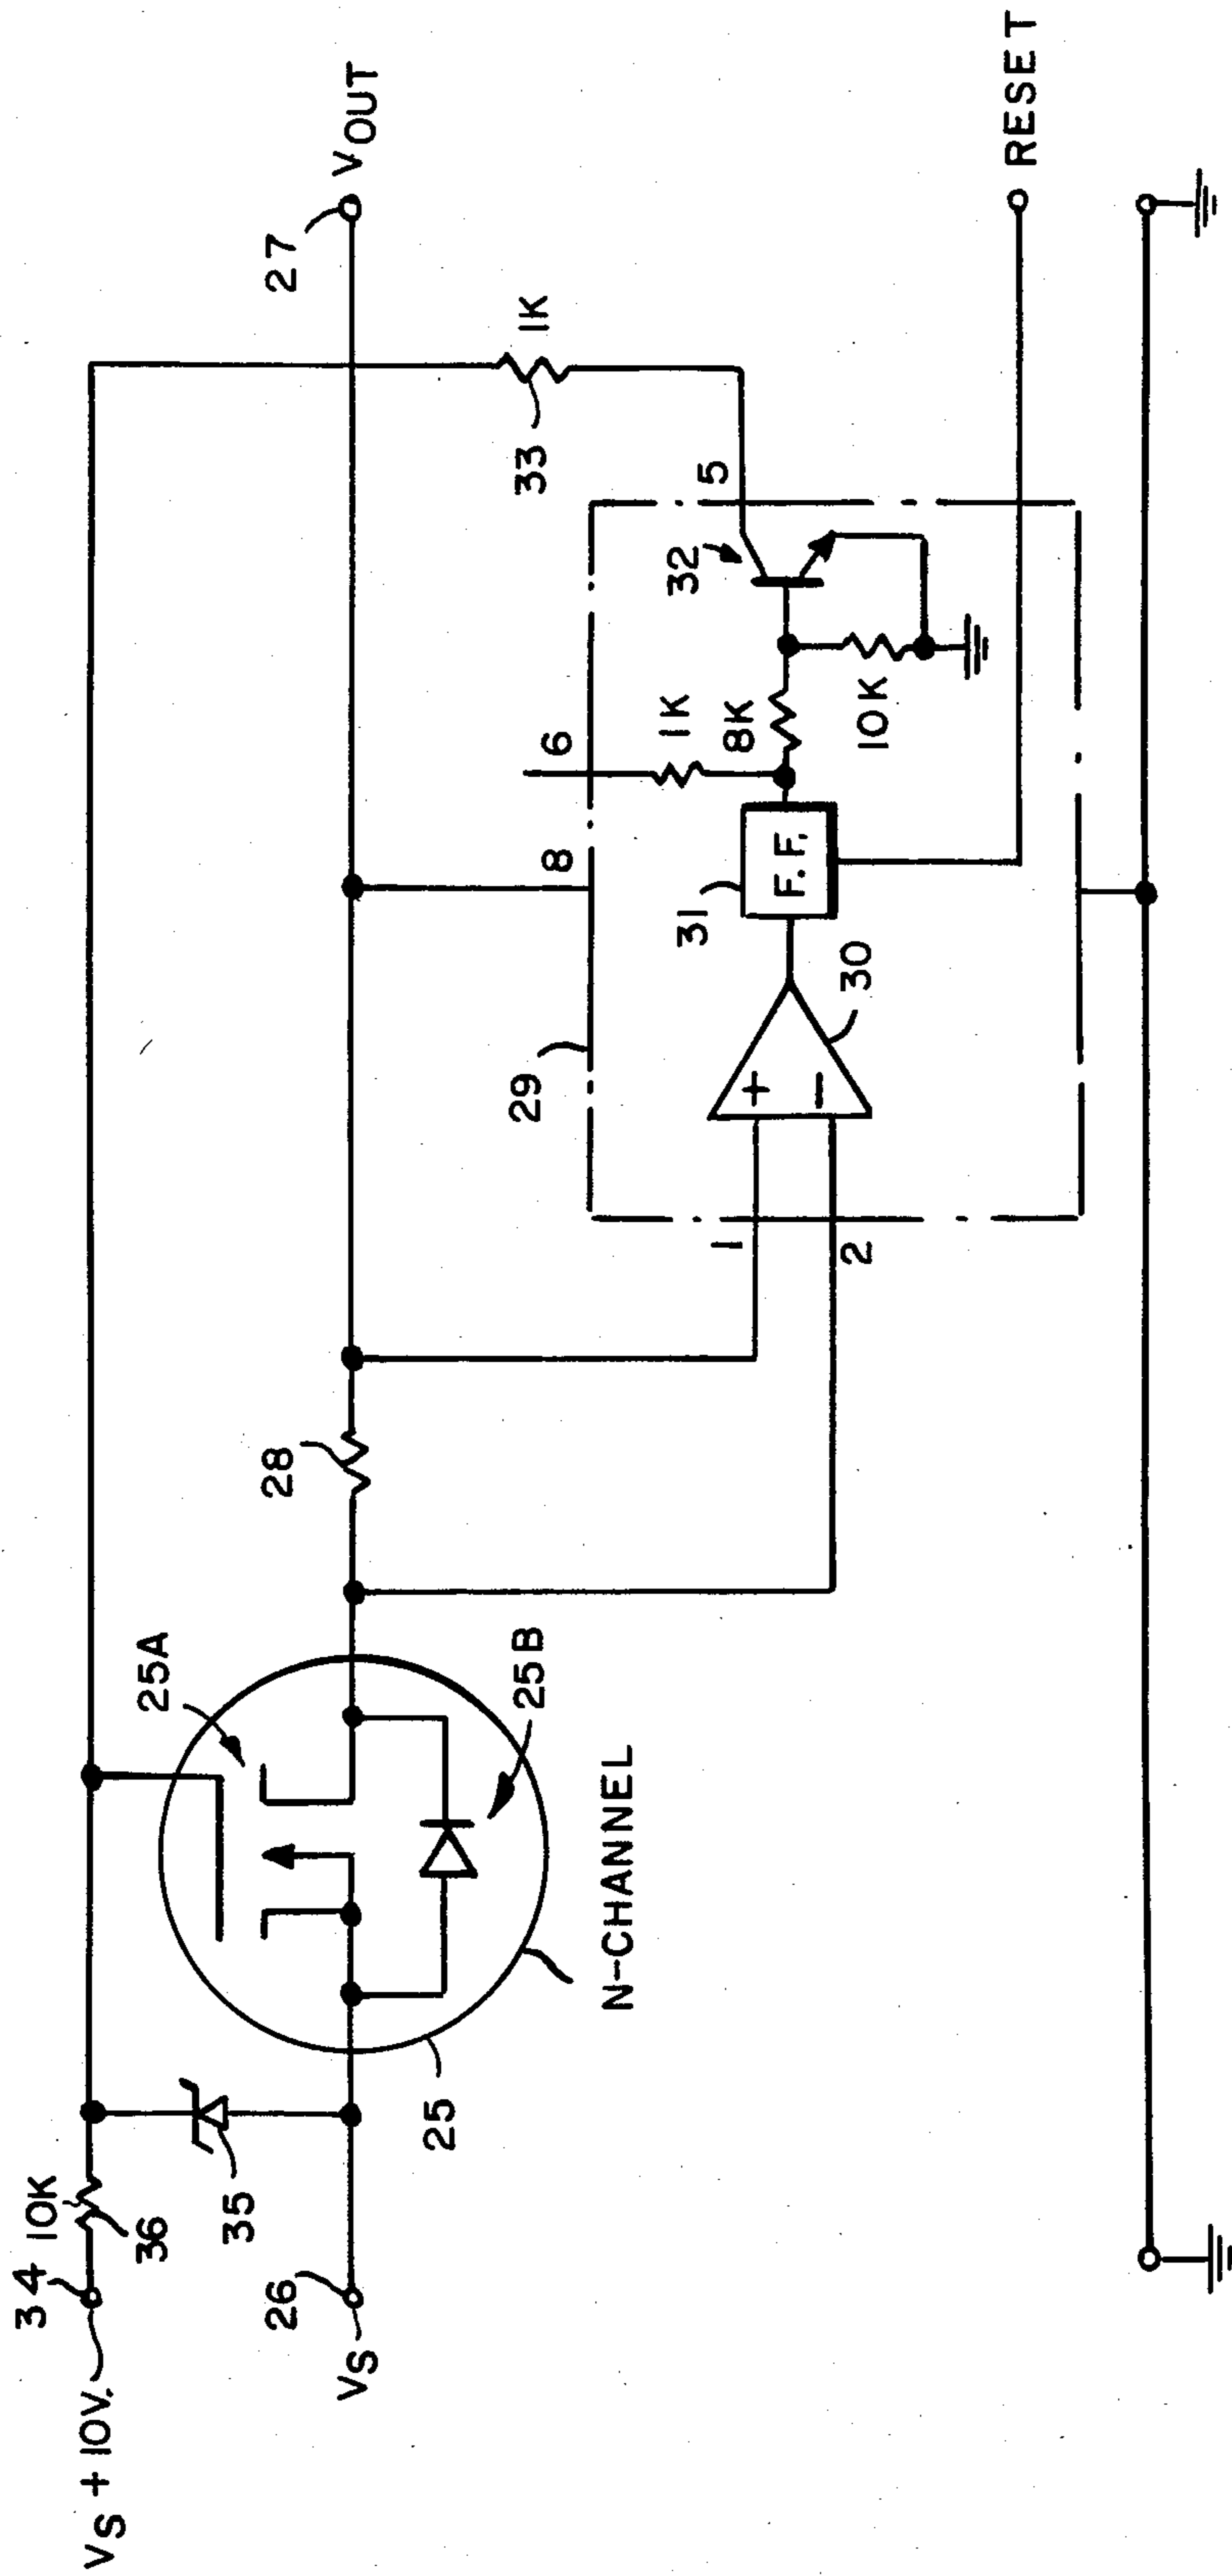 VS + 10V.
34
10K
36
35
26
VS
25
25A
25B
N-CHANNEL
28
27
VOUT
33
1K
29
8
6
5
1
2
+
−
30
31
F.F.
1K
8K
10K
32
RESET